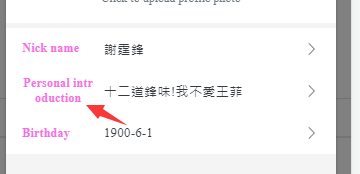 Click to upload profile photo
Nick name
謝霆鋒
Personal intr
oduction
十二道鋒味!我不愛王菲
Birthday
1900-6-1